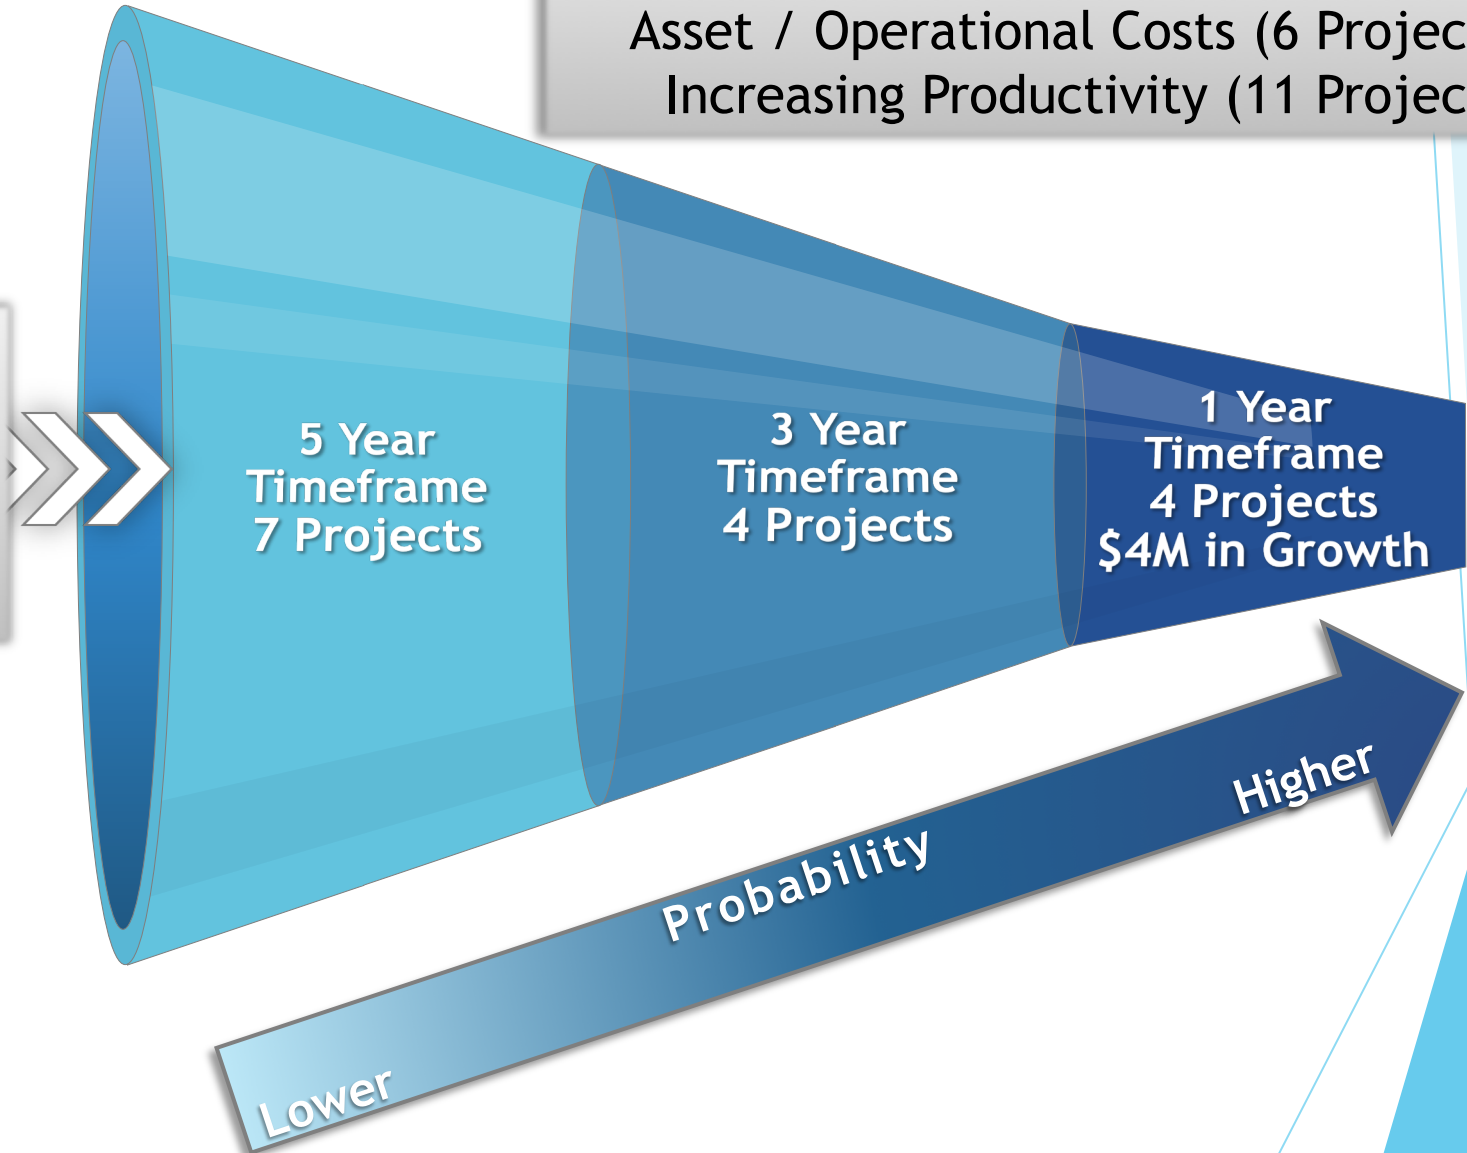 Asset / Operational Costs (6 Projec
Increasing Productivity (11 Projec
5 Year
Timeframe
7 Projects
3 Year
Timeframe
4 Projects
1 Year
Timeframe
4 Projects
$4M in Growth
Lower
Probability
Higher